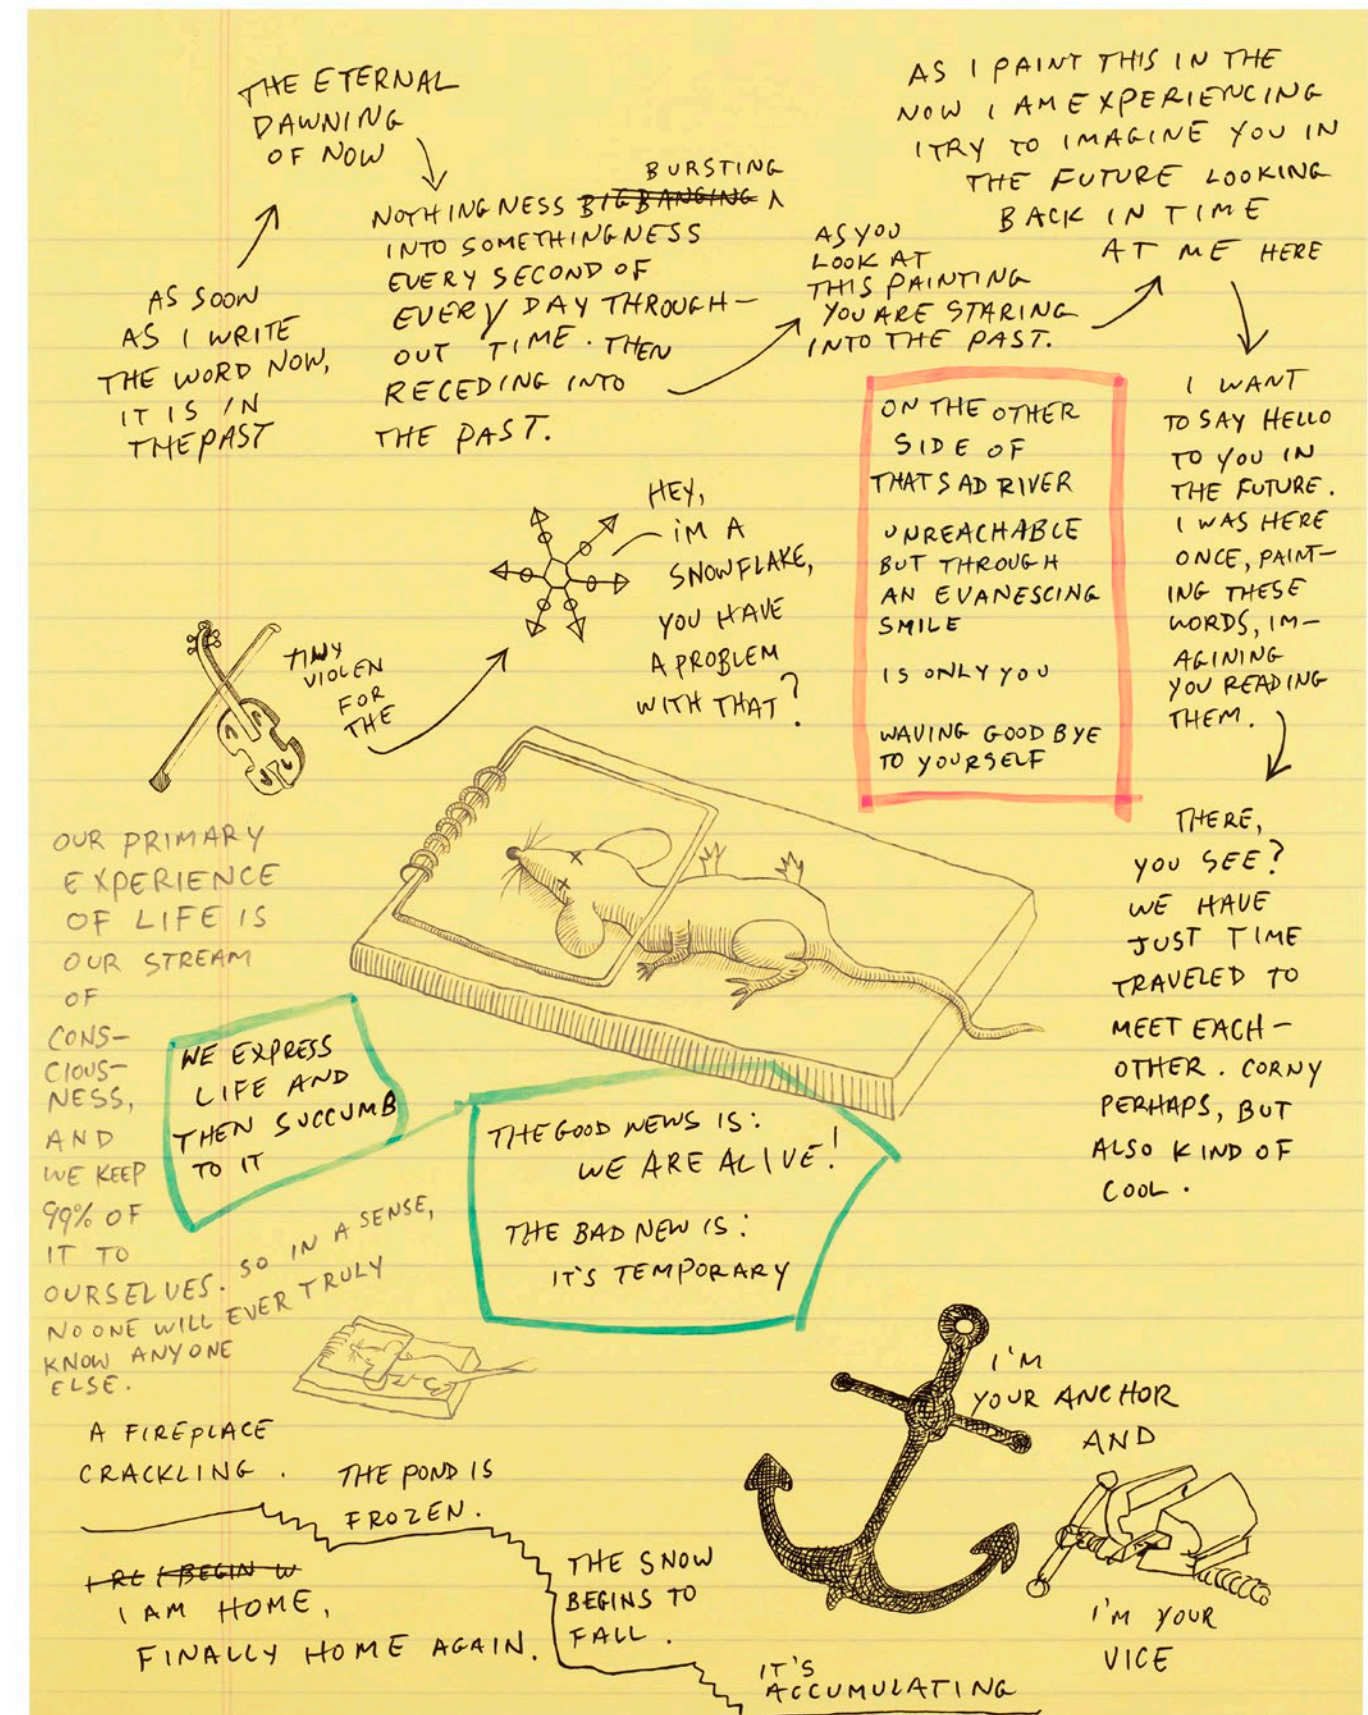 AS SOON
AS I WRITE
THE WORD NOW,
IT IS IN
THE PAST
THE ETERNAL
DAWNING
OF NOW
BURSTING
NOTHINGNESS BIGBANGING ∧
INTO SOMETHINGNESS
EVERY SECOND OF
EVERY DAY THROUGH-
OUT TIME. THEN
RECEDING INTO
THE PAST.
AS YOU
LOOK AT
THIS PAINTING
YOU ARE STARING
INTO THE PAST.
AS I PAINT THIS IN THE
NOW I AM EXPERIENCING
I TRY TO IMAGINE YOU IN
THE FUTURE LOOKING
BACK IN TIME
AT ME HERE
I WANT
TO SAY HELLO
TO YOU IN
THE FUTURE.
I WAS HERE
ONCE, PAINT-
ING THESE
WORDS, IM-
AGINING
YOU READING
THEM.
THERE,
YOU SEE?
WE HAVE
JUST TIME
TRAVELED TO
MEET EACH-
OTHER. CORNY
PERHAPS, BUT
ALSO KIND OF
COOL.
ON THE OTHER
SIDE OF
THAT SAD RIVER
UNREACHABLE
BUT THROUGH
AN EVANESCING
SMILE
IS ONLY YOU
WAVING GOODBYE
TO YOURSELF
TINY
VIOLEN
FOR
THE
HEY,
I'M A
SNOWFLAKE,
YOU HAVE
A PROBLEM
WITH THAT?
OUR PRIMARY
EXPERIENCE
OF LIFE IS
OUR STREAM
OF
CONS-
CIOUS-
NESS,
AND
WE KEEP
99% OF
IT TO
OURSELVES. SO IN A SENSE,
NO ONE WILL EVER TRULY
KNOW ANYONE
ELSE.
WE EXPRESS
LIFE AND
THEN SUCCUMB
TO IT
THE GOOD NEWS IS:
WE ARE ALIVE!
THE BAD NEW IS:
IT'S TEMPORARY
A FIREPLACE
CRACKLING.
THE POND IS
FROZEN.
I RE I BEGIN W
I AM HOME,
FINALLY HOME AGAIN.
THE SNOW
BEGINS TO
FALL.
IT'S
ACCUMULATING
I'M
YOUR ANCHOR
AND
I'M YOUR
VICE